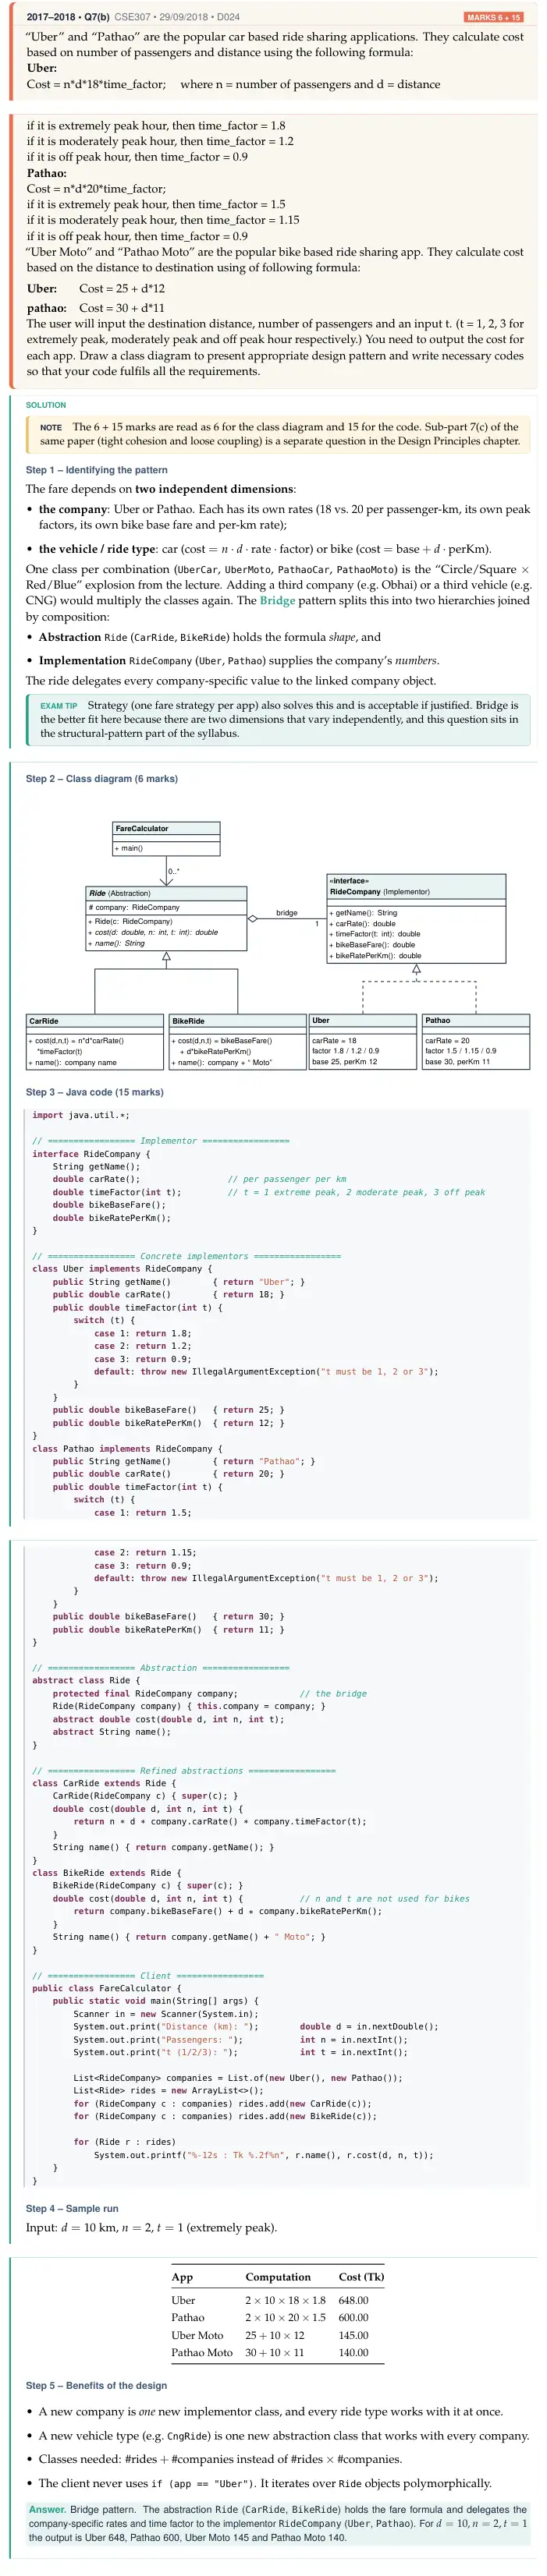 2017–2018 • Q7(b) CSE307 • 29/09/2018 • D024 MARKS 6 + 15
“Uber” and “Pathao” are the popular car based ride sharing applications. They calculate cost
based on number of passengers and distance using the following formula:
Uber:
Cost = n*d*18*time_factor; where n = number of passengers and d = distance
if it is extremely peak hour, then time_factor = 1.8
if it is moderately peak hour, then time_factor = 1.2
if it is off peak hour, then time_factor = 0.9
Pathao:
Cost = n*d*20*time_factor;
if it is extremely peak hour, then time_factor = 1.5
if it is moderately peak hour, then time_factor = 1.15
if it is off peak hour, then time_factor = 0.9
“Uber Moto” and “Pathao Moto” are the popular bike based ride sharing app. They calculate cost
based on the distance to destination using of following formula:
Uber: Cost = 25 + d*12
pathao: Cost = 30 + d*11
The user will input the destination distance, number of passengers and an input t. (t = 1, 2, 3 for
extremely peak, moderately peak and off peak hour respectively.) You need to output the cost for
each app. Draw a class diagram to present appropriate design pattern and write necessary codes
so that your code fulfils all the requirements.
SOLUTION
NOTE The 6 + 15 marks are read as 6 for the class diagram and 15 for the code. Sub-part 7(c) of the
same paper (tight cohesion and loose coupling) is a separate question in the Design Principles chapter.
Step 1 – Identifying the pattern
The fare depends on two independent dimensions:
• the company: Uber or Pathao. Each has its own rates (18 vs. 20 per passenger-km, its own peak
factors, its own bike base fare and per-km rate);
• the vehicle / ride type: car (cost = n · d · rate · factor) or bike (cost = base + d · perKm).
One class per combination (UberCar, UberMoto, PathaoCar, PathaoMoto) is the “Circle/Square ×
Red/Blue” explosion from the lecture. Adding a third company (e.g. Obhai) or a third vehicle (e.g.
CNG) would multiply the classes again. The Bridge pattern splits this into two hierarchies joined
by composition:
• Abstraction Ride (CarRide, BikeRide) holds the formula shape, and
• Implementation RideCompany (Uber, Pathao) supplies the company’s numbers.
The ride delegates every company-specific value to the linked company object.
EXAM TIP Strategy (one fare strategy per app) also solves this and is acceptable if justified. Bridge is
the better fit here because there are two dimensions that vary independently, and this question sits in
the structural-pattern part of the syllabus.
Step 2 – Class diagram (6 marks)
FareCalculator
+ main()
0..*
Ride (Abstraction)
# company: RideCompany
+ Ride(c: RideCompany)
+ cost(d: double, n: int, t: int): double
+ name(): String
bridge
1
«interface»
RideCompany (Implementor)
+ getName(): String
+ carRate(): double
+ timeFactor(t: int): double
+ bikeBaseFare(): double
+ bikeRatePerKm(): double
CarRide
+ cost(d,n,t) = n*d*carRate()
*timeFactor(t)
+ name(): company name
BikeRide
+ cost(d,n,t) = bikeBaseFare()
+ d*bikeRatePerKm()
+ name(): company + “ Moto”
Uber
carRate = 18
factor 1.8 / 1.2 / 0.9
base 25, perKm 12
Pathao
carRate = 20
factor 1.5 / 1.15 / 0.9
base 30, perKm 11
Step 3 – Java code (15 marks)
import java.util.*;
// ================= Implementor =================
interface RideCompany {
String getName();
double carRate(); // per passenger per km
double timeFactor(int t); // t = 1 extreme peak, 2 moderate peak, 3 off peak
double bikeBaseFare();
double bikeRatePerKm();
}
// ================= Concrete implementors =================
class Uber implements RideCompany {
public String getName() { return "Uber"; }
public double carRate() { return 18; }
public double timeFactor(int t) {
switch (t) {
case 1: return 1.8;
case 2: return 1.2;
case 3: return 0.9;
default: throw new IllegalArgumentException("t must be 1, 2 or 3");
}
}
public double bikeBaseFare() { return 25; }
public double bikeRatePerKm() { return 12; }
}
class Pathao implements RideCompany {
public String getName() { return "Pathao"; }
public double carRate() { return 20; }
public double timeFactor(int t) {
switch (t) {
case 1: return 1.5;
case 2: return 1.15;
case 3: return 0.9;
default: throw new IllegalArgumentException("t must be 1, 2 or 3");
}
}
public double bikeBaseFare() { return 30; }
public double bikeRatePerKm() { return 11; }
}
// ================= Abstraction =================
abstract class Ride {
protected final RideCompany company; // the bridge
Ride(RideCompany company) { this.company = company; }
abstract double cost(double d, int n, int t);
abstract String name();
}
// ================= Refined abstractions =================
class CarRide extends Ride {
CarRide(RideCompany c) { super(c); }
double cost(double d, int n, int t) {
return n * d * company.carRate() * company.timeFactor(t);
}
String name() { return company.getName(); }
}
class BikeRide extends Ride {
BikeRide(RideCompany c) { super(c); }
double cost(double d, int n, int t) { // n and t are not used for bikes
return company.bikeBaseFare() + d * company.bikeRatePerKm();
}
String name() { return company.getName() + " Moto"; }
}
// ================= Client =================
public class FareCalculator {
public static void main(String[] args) {
Scanner in = new Scanner(System.in);
System.out.print("Distance (km): "); double d = in.nextDouble();
System.out.print("Passengers: "); int n = in.nextInt();
System.out.print("t (1/2/3): "); int t = in.nextInt();
List<RideCompany> companies = List.of(new Uber(), new Pathao());
List<Ride> rides = new ArrayList<>();
for (RideCompany c : companies) rides.add(new CarRide(c));
for (RideCompany c : companies) rides.add(new BikeRide(c));
for (Ride r : rides)
System.out.printf("%-12s : Tk %.2f%n", r.name(), r.cost(d, n, t));
}
}
Step 4 – Sample run
Input: d = 10 km, n = 2, t = 1 (extremely peak).
App Computation Cost (Tk)
Uber 2 × 10 × 18 × 1.8 648.00
Pathao 2 × 10 × 20 × 1.5 600.00
Uber Moto 25 + 10 × 12 145.00
Pathao Moto 30 + 10 × 11 140.00
Step 5 – Benefits of the design
• A new company is one new implementor class, and every ride type works with it at once.
• A new vehicle type (e.g. CngRide) is one new abstraction class that works with every company.
• Classes needed: #rides + #companies instead of #rides × #companies.
• The client never uses if (app == "Uber"). It iterates over Ride objects polymorphically.
Answer. Bridge pattern. The abstraction Ride (CarRide, BikeRide) holds the fare formula and delegates the
company-specific rates and time factor to the implementor RideCompany (Uber, Pathao). For d = 10, n = 2, t = 1
the output is Uber 648, Pathao 600, Uber Moto 145 and Pathao Moto 140.